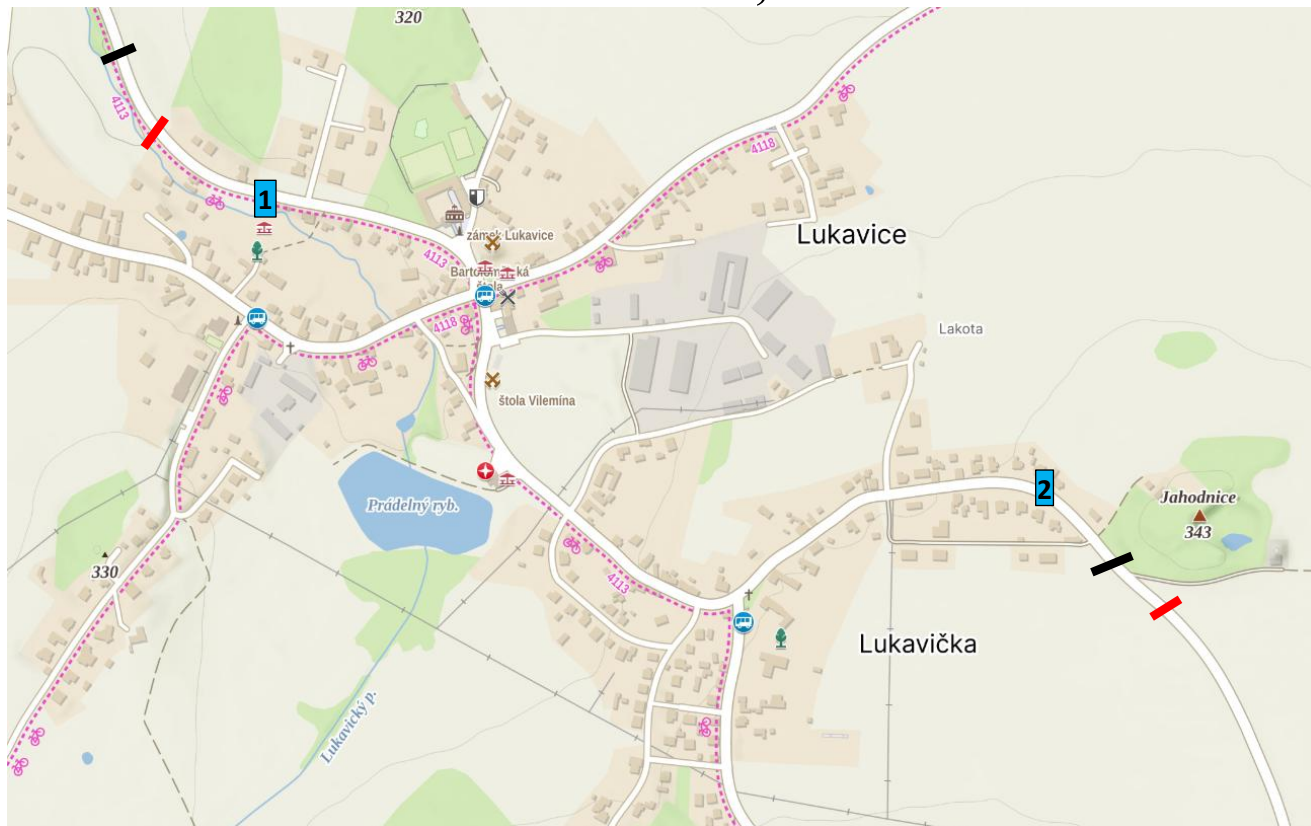 320
4113
4118
1
zámek Lukavice
Lukavice
4113
Bartolomějská
štola
4118
Lakota
štola Vilemína
2
Prádelný ryb.
Jahodnice
343
330
4113
Lukavička
Lukavický p.